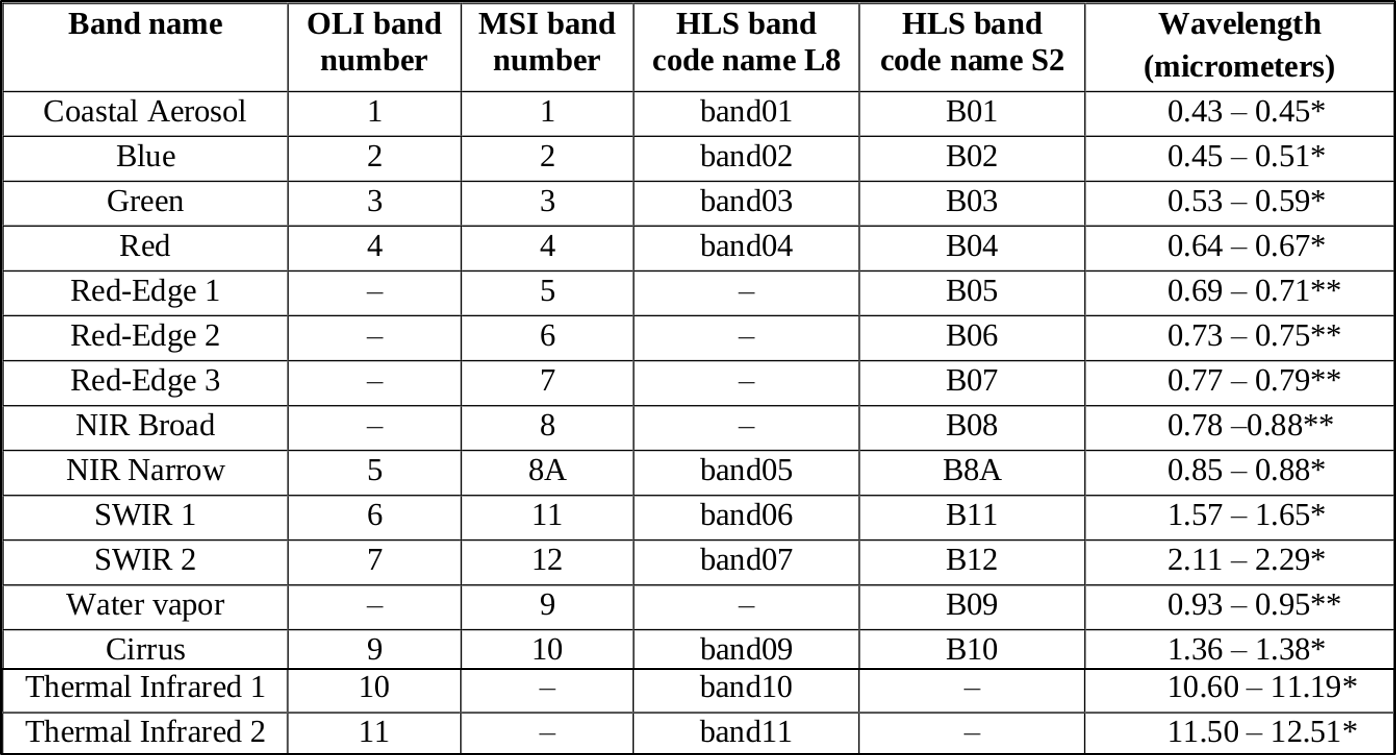 Band name OLI band number MSI band number HLS band code name L8 HLS band code name S2 Wavelength (micrometers)
Coastal Aerosol 1 1 band01 B01 0.43 – 0.45*
Blue 2 2 band02 B02 0.45 – 0.51*
Green 3 3 band03 B03 0.53 – 0.59*
Red 4 4 band04 B04 0.64 – 0.67*
Red-Edge 1 – 5 – B05 0.69 – 0.71**
Red-Edge 2 – 6 – B06 0.73 – 0.75**
Red-Edge 3 – 7 – B07 0.77 – 0.79**
NIR Broad – 8 – B08 0.78 –0.88**
NIR Narrow 5 8A band05 B8A 0.85 – 0.88*
SWIR 1 6 11 band06 B11 1.57 – 1.65*
SWIR 2 7 12 band07 B12 2.11 – 2.29*
Water vapor – 9 – B09 0.93 – 0.95**
Cirrus 9 10 band09 B10 1.36 – 1.38*
Thermal Infrared 1 10 – band10 – 10.60 – 11.19*
Thermal Infrared 2 11 – band11 – 11.50 – 12.51*